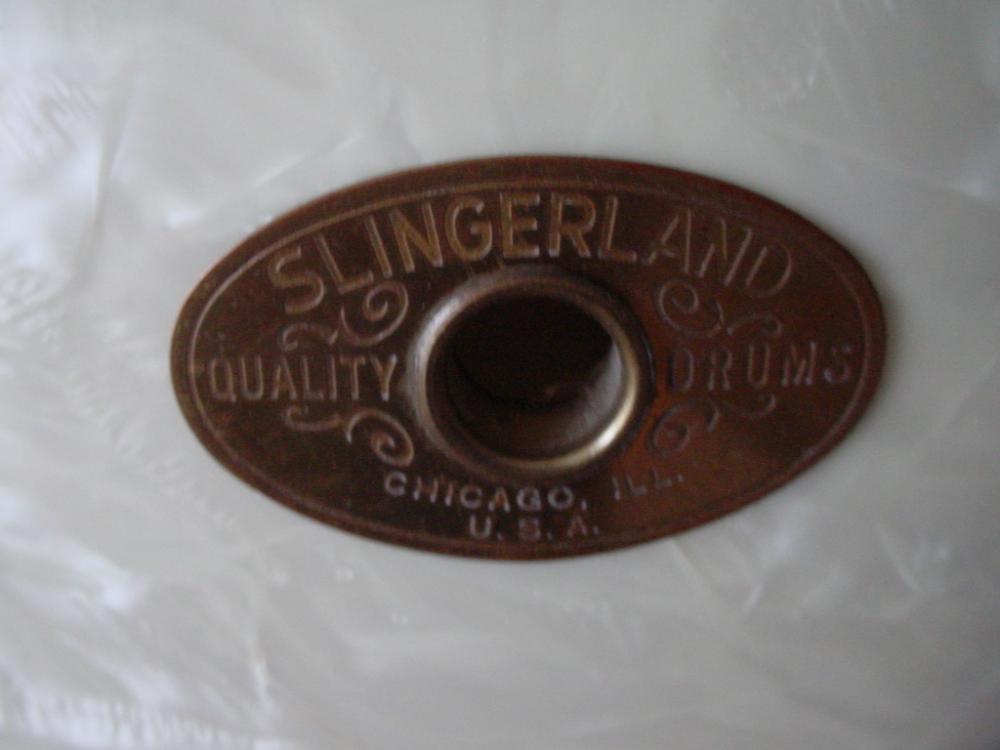 SLINGERLAND
QUALITY DRUMS
CHICAGO, ILL.
U.S.A.